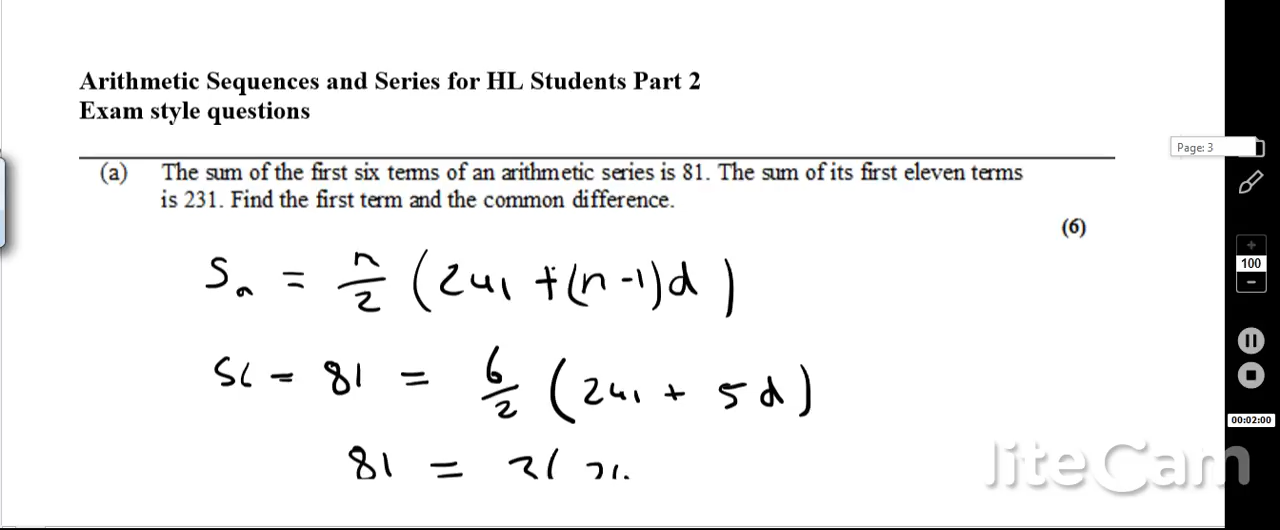 Arithmetic Sequences and Series for HL Students Part 2
Exam style questions
Page: 3
(a) The sum of the first six terms of an arithmetic series is 81. The sum of its first eleven terms
is 231. Find the first term and the common difference.
(6)
Sn = n/2 (2u1 + (n-1)d)
+
100
-
S6 = 81 = 6/2 (2u1 + 5d)
00:02:00
81 = 3(2u
liteCam